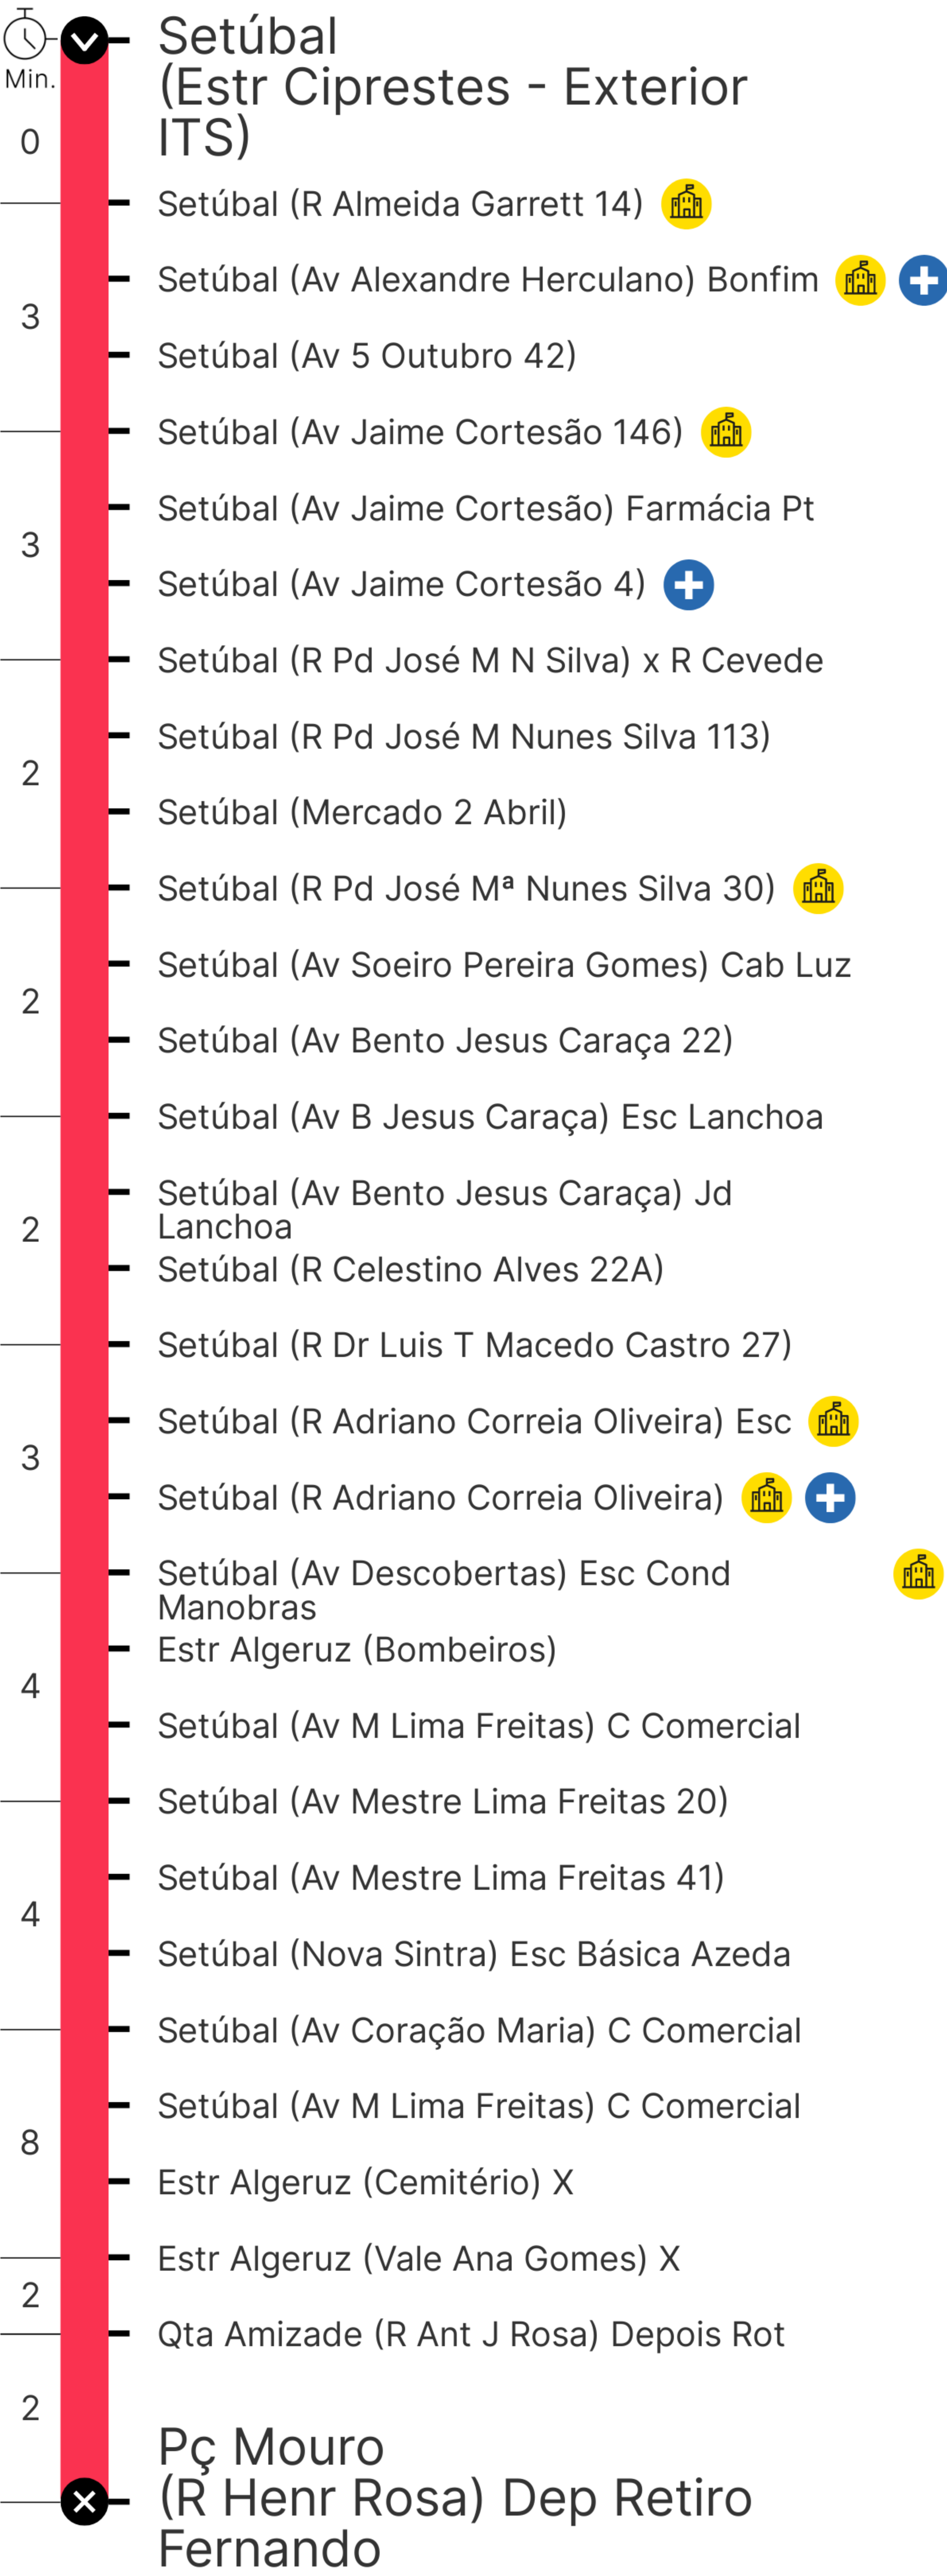 Setúbal
(Estr Ciprestes - Exterior
ITS)
Min.
0
Setúbal (R Almeida Garrett 14)
Setúbal (Av Alexandre Herculano) Bonfim
3
Setúbal (Av 5 Outubro 42)
Setúbal (Av Jaime Cortesão 146)
Setúbal (Av Jaime Cortesão) Farmácia Pt
3
Setúbal (Av Jaime Cortesão 4)
Setúbal (R Pd José M N Silva) x R Cevede
Setúbal (R Pd José M Nunes Silva 113)
2
Setúbal (Mercado 2 Abril)
Setúbal (R Pd José Mª Nunes Silva 30)
Setúbal (Av Soeiro Pereira Gomes) Cab Luz
2
Setúbal (Av Bento Jesus Caraça 22)
Setúbal (Av B Jesus Caraça) Esc Lanchoa
Setúbal (Av Bento Jesus Caraça) Jd
Lanchoa
2
Setúbal (R Celestino Alves 22A)
Setúbal (R Dr Luis T Macedo Castro 27)
Setúbal (R Adriano Correia Oliveira) Esc
3
Setúbal (R Adriano Correia Oliveira)
Setúbal (Av Descobertas) Esc Cond
Manobras
Estr Algeruz (Bombeiros)
4
Setúbal (Av M Lima Freitas) C Comercial
Setúbal (Av Mestre Lima Freitas 20)
Setúbal (Av Mestre Lima Freitas 41)
4
Setúbal (Nova Sintra) Esc Básica Azeda
Setúbal (Av Coração Maria) C Comercial
Setúbal (Av M Lima Freitas) C Comercial
8
Estr Algeruz (Cemitério) X
Estr Algeruz (Vale Ana Gomes) X
2
Qta Amizade (R Ant J Rosa) Depois Rot
2
Pç Mouro
(R Henr Rosa) Dep Retiro
Fernando